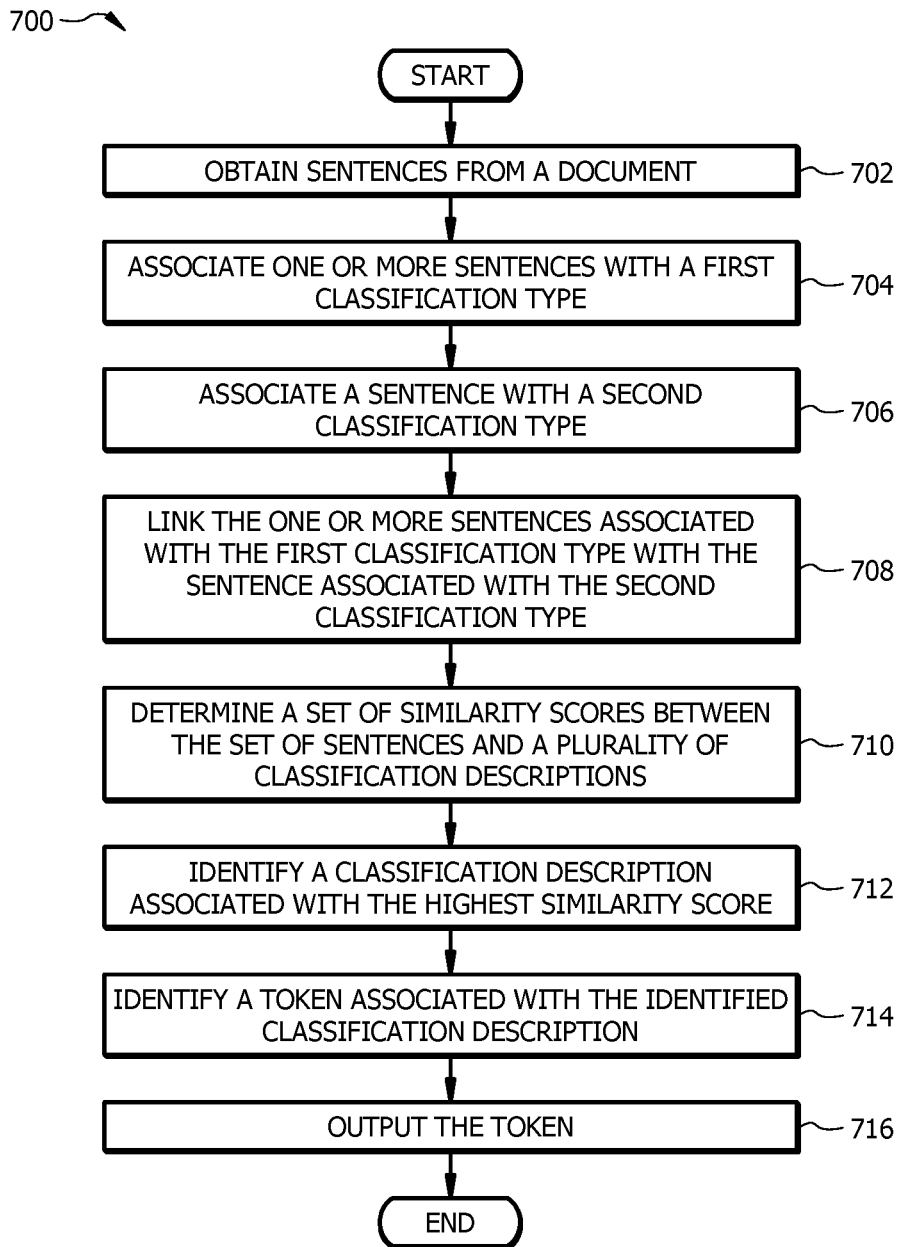 700
START
OBTAIN SENTENCES FROM A DOCUMENT
702
ASSOCIATE ONE OR MORE SENTENCES WITH A FIRST
CLASSIFICATION TYPE
704
ASSOCIATE A SENTENCE WITH A SECOND
CLASSIFICATION TYPE
706
LINK THE ONE OR MORE SENTENCES ASSOCIATED
WITH THE FIRST CLASSIFICATION TYPE WITH THE
SENTENCE ASSOCIATED WITH THE SECOND
CLASSIFICATION TYPE
708
DETERMINE A SET OF SIMILARITY SCORES BETWEEN
THE SET OF SENTENCES AND A PLURALITY OF
CLASSIFICATION DESCRIPTIONS
710
IDENTIFY A CLASSIFICATION DESCRIPTION
ASSOCIATED WITH THE HIGHEST SIMILARITY SCORE
712
IDENTIFY A TOKEN ASSOCIATED WITH THE IDENTIFIED
CLASSIFICATION DESCRIPTION
714
OUTPUT THE TOKEN
716
END